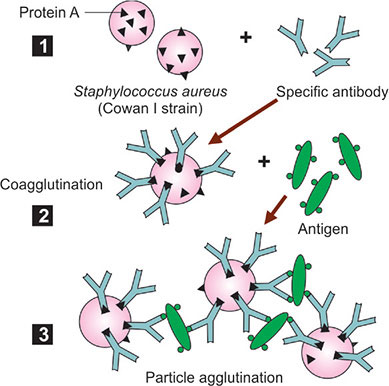 Protein A
1
+
Staphylococcus aureus
(Cowan I strain)
Specific antibody
Coagglutination
+
2
Antigen
3
Particle agglutination